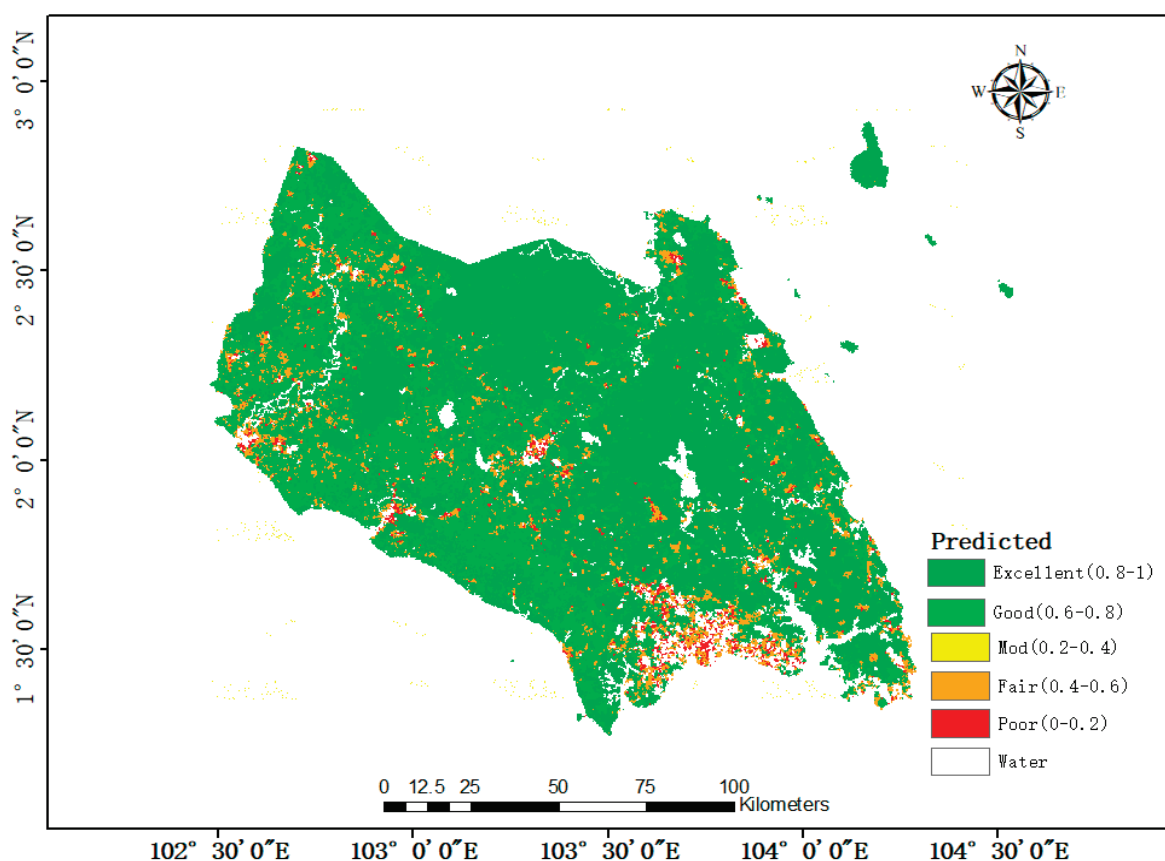 N
W E
S
3° 0'0"N
2° 30'0"N
2° 0'0"N
1° 30'0"N
Predicted
Excellent(0.8-1)
Good(0.6-0.8)
Mod(0.2-0.4)
Fair(0.4-0.6)
Poor(0-0.2)
Water
0 12.5 25 50 75 100
Kilometers
102° 30'0"E 103° 0'0"E 103° 30'0"E 104° 0'0"E 104° 30'0"E